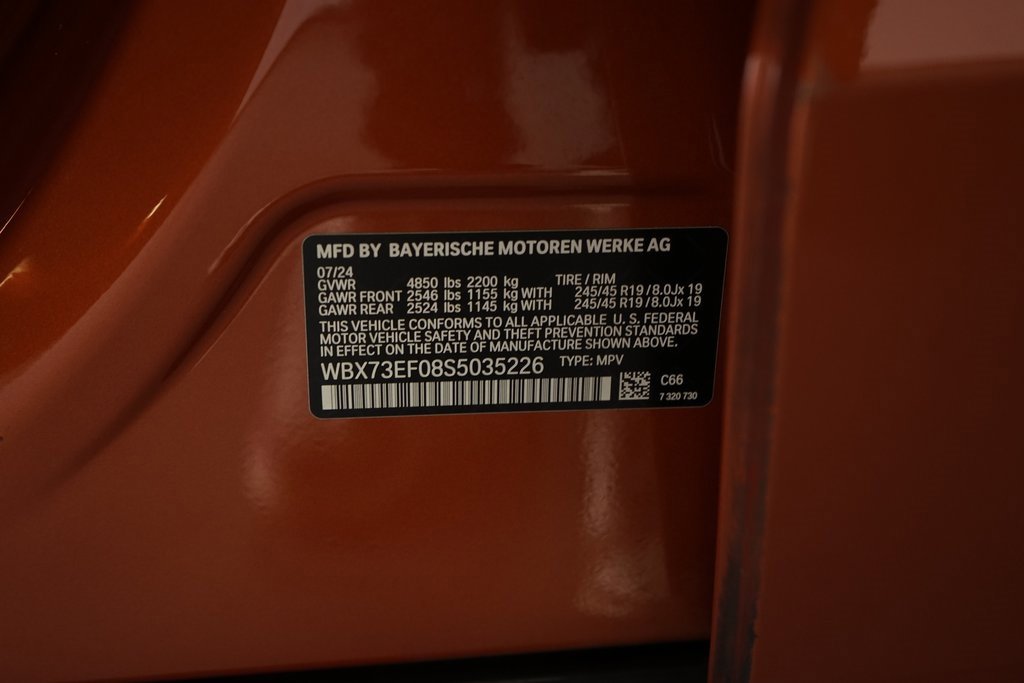 MFD BY BAYERISCHE MOTOREN WERKE AG
07/24
GVWR 4850 lbs 2200 kg TIRE / RIM
GAWR FRONT 2546 lbs 1155 kg WITH 245/45 R19 / 8.0Jx 19
GAWR REAR 2524 lbs 1145 kg WITH 245/45 R19 / 8.0Jx 19
THIS VEHICLE CONFORMS TO ALL APPLICABLE U. S. FEDERAL
MOTOR VEHICLE SAFETY AND THEFT PREVENTION STANDARDS
IN EFFECT ON THE DATE OF MANUFACTURE SHOWN ABOVE.
WBX73EF08S5035226 TYPE: MPV
C66
7 320 730